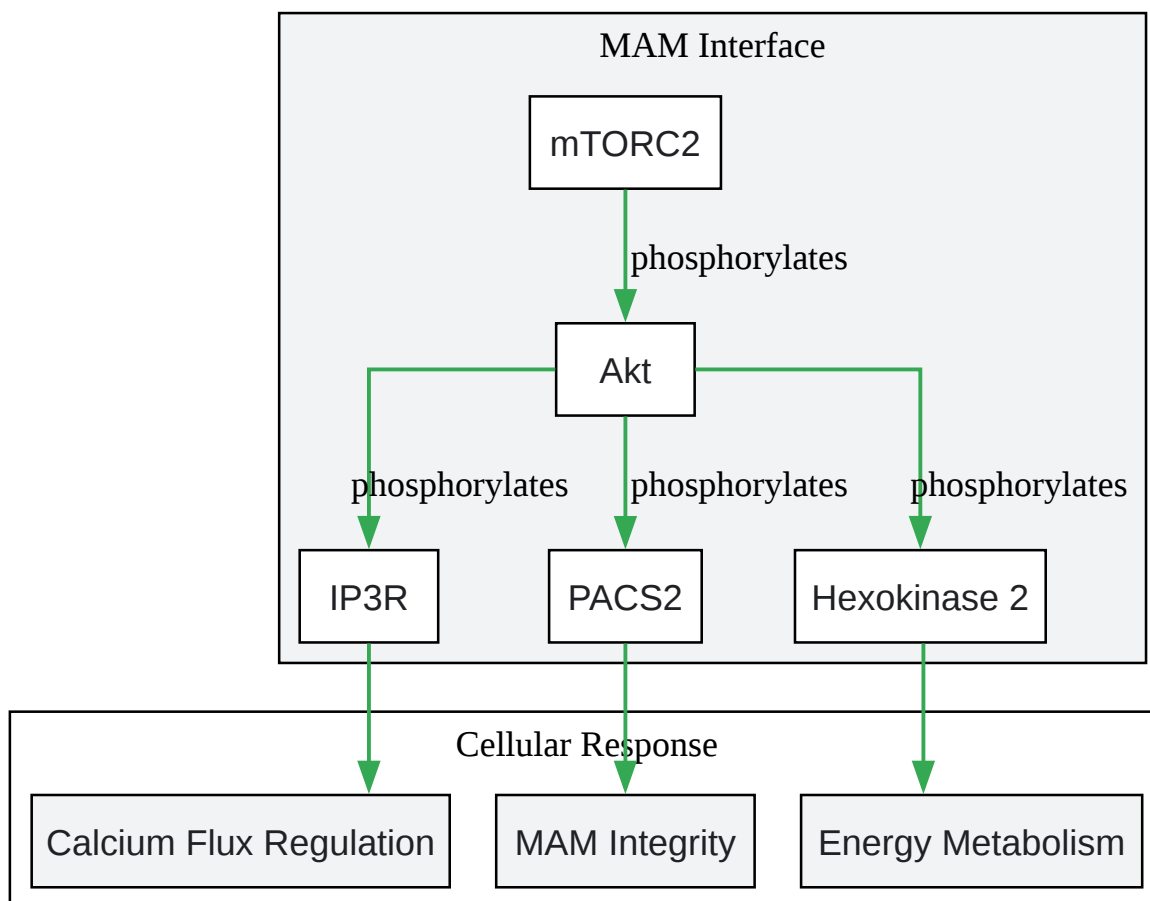 MAM Interface
mTORC2
phosphorylates
Akt
phosphorylates phosphorylates phosphorylates
IP3R PACS2 Hexokinase 2
Cellular Response
Calcium Flux Regulation MAM Integrity Energy Metabolism